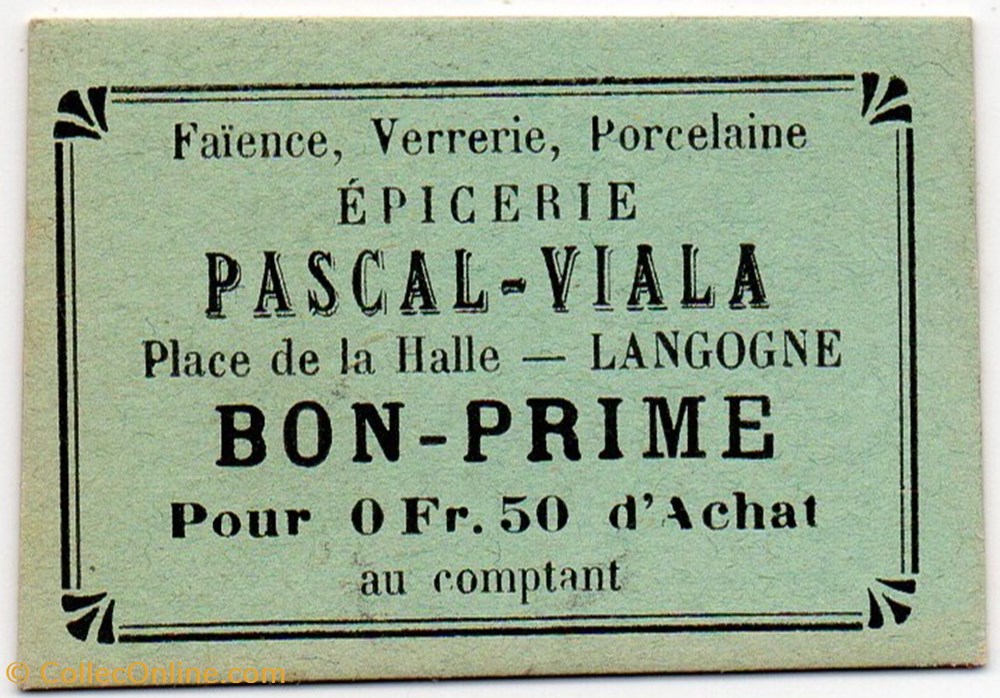 Faïence, Verrerie, Porcelaine
ÉPICERIE
PASCAL-VIALA
Place de la Halle — LANGOGNE
BON-PRIME
Pour 0 Fr. 50 d'Achat
au comptant
© CollecOnline.com